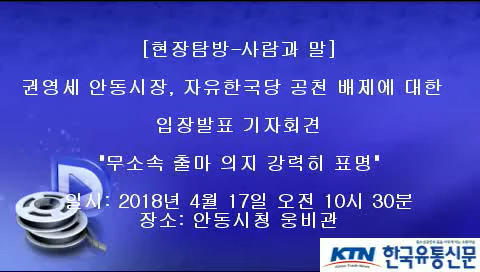 [현장탐방-사람과 말]
권영세 안동시장, 자유한국당 공천 배제에 대한
입장발표 기자회견
"무소속 출마 의지 강력히 표명"
일시: 2018년 4월 17일 오전 10시 30분
장소: 안동시청 웅비관
KTN 한국유통신문